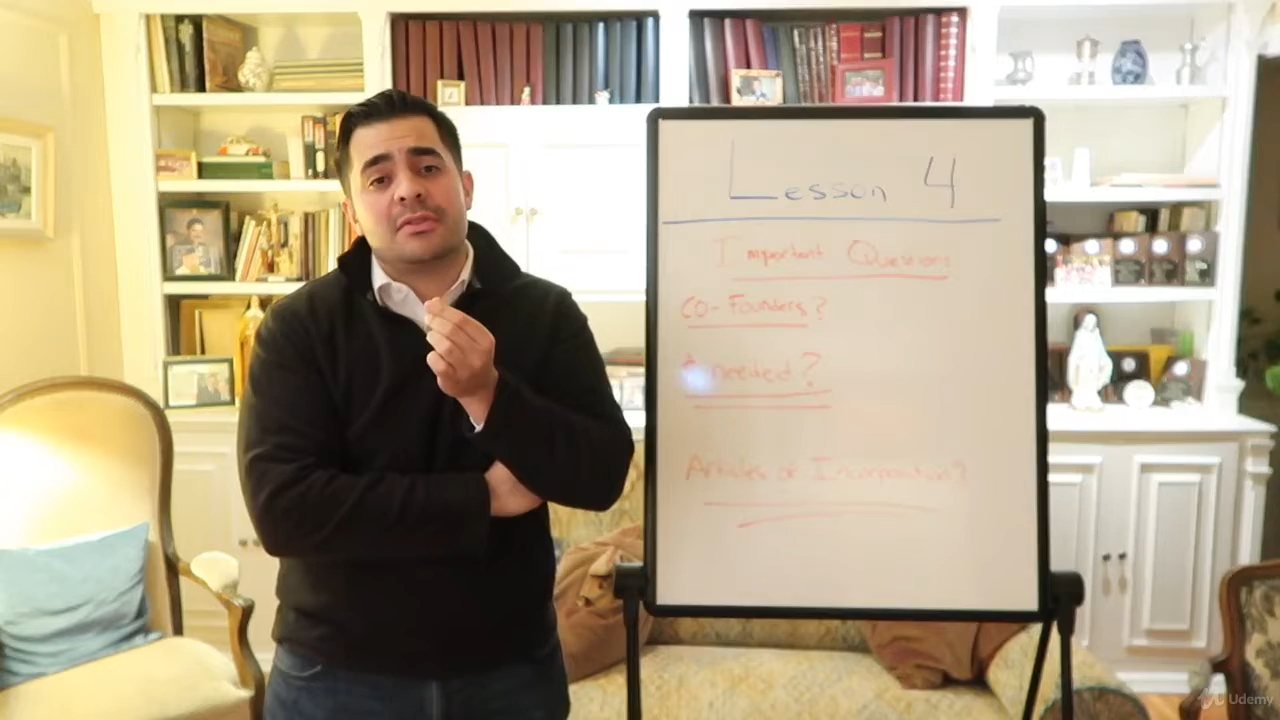 Lesson 4
Important Questions
CO-Founders?
needed?
Articles of Incorporation?
Udemy